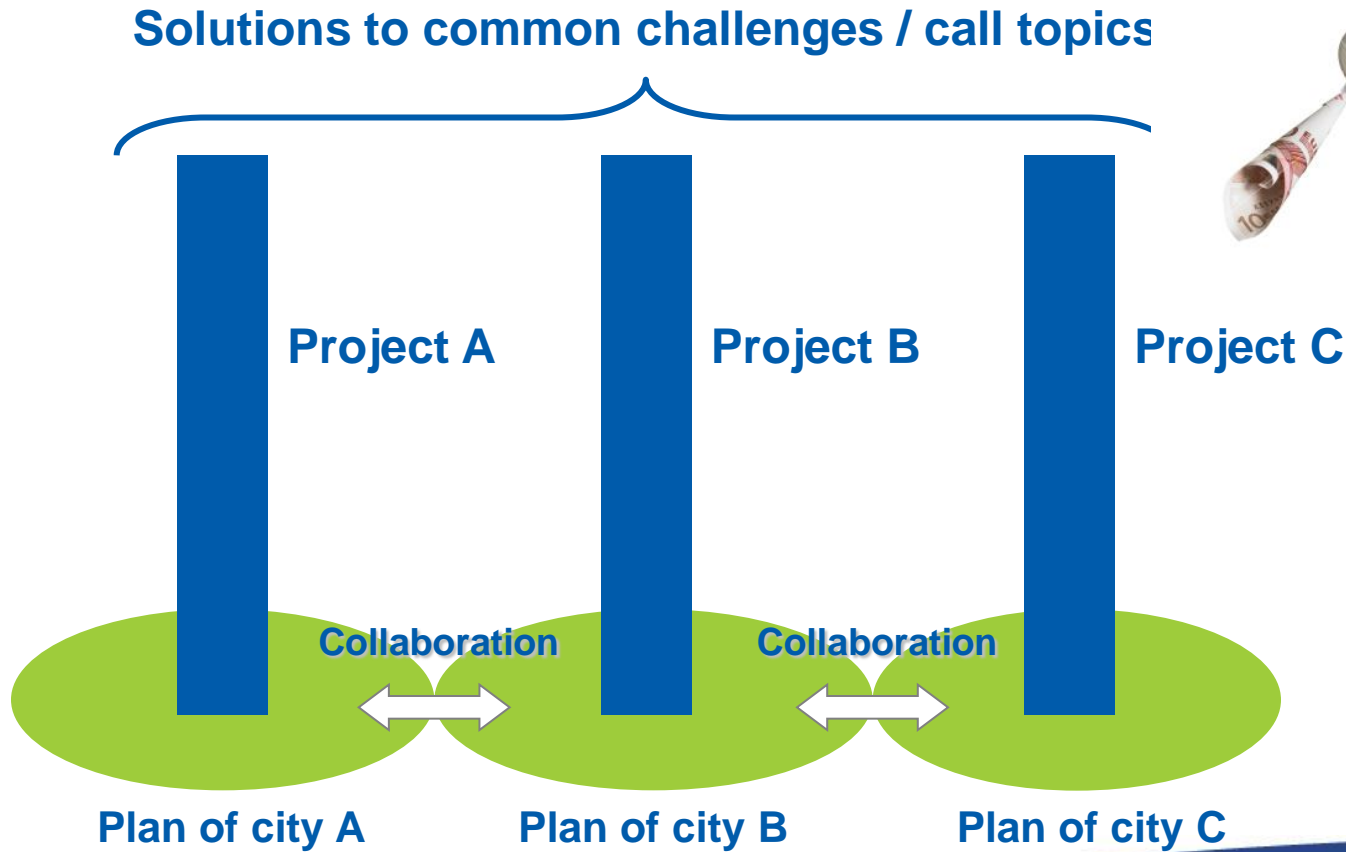 Solutions to common challenges / call topics
Project A
Project B
Project C
Collaboration
Collaboration
Plan of city A
Plan of city B
Plan of city C
10